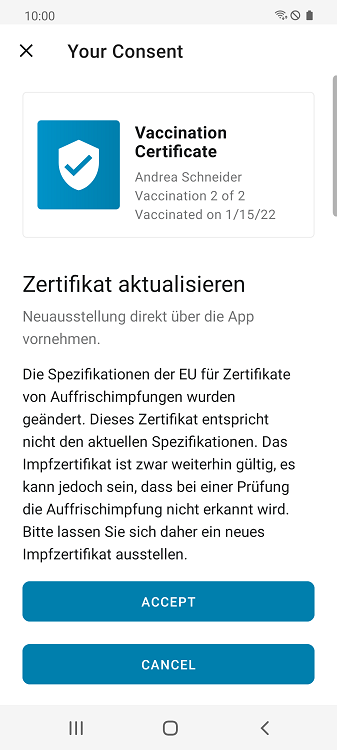 10:00
Your Consent
Vaccination
Certificate
Andrea Schneider
Vaccination 2 of 2
Vaccinated on 1/15/22
Zertifikat aktualisieren
Neuausstellung direkt über die App
vornehmen.
Die Spezifikationen der EU für Zertifikate
von Auffrischimpfungen wurden
geändert. Dieses Zertifikat entspricht
nicht den aktuellen Spezifikationen. Das
Impfzertifikat ist zwar weiterhin gültig, es
kann jedoch sein, dass bei einer Prüfung
die Auffrischimpfung nicht erkannt wird.
Bitte lassen Sie sich daher ein neues
Impfzertifikat ausstellen.
ACCEPT
CANCEL